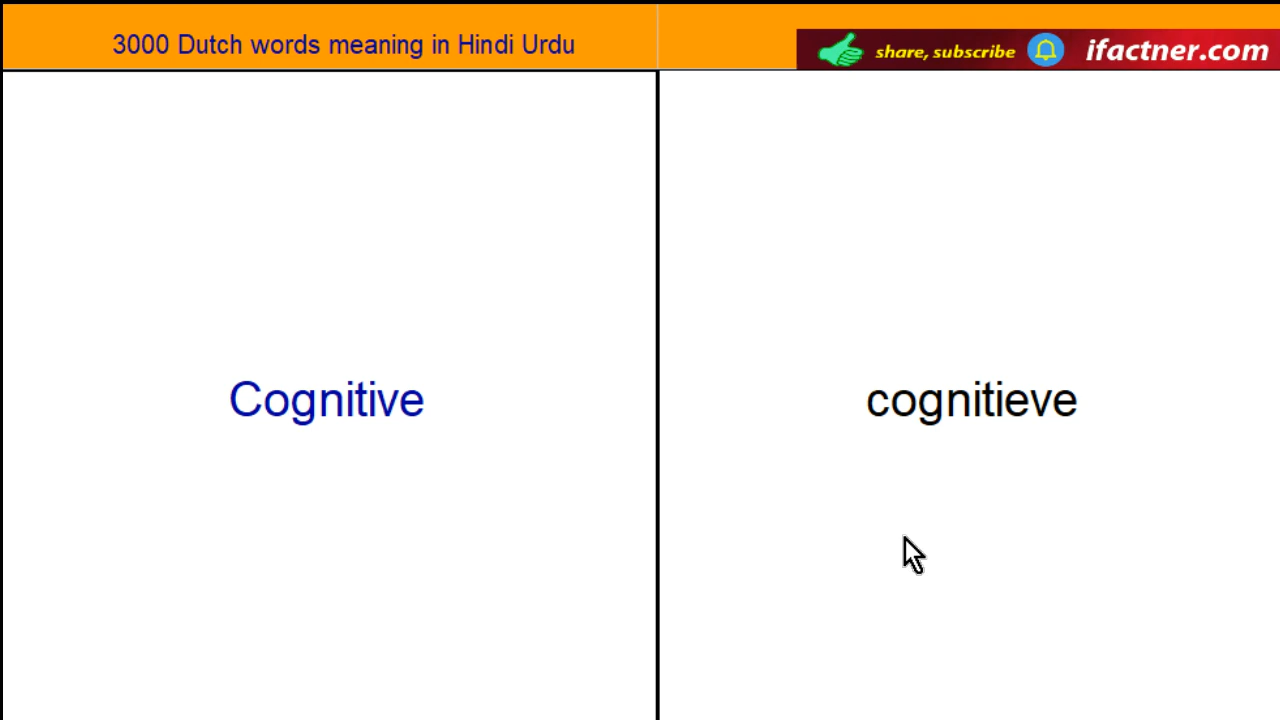 3000 Dutch words meaning in Hindi Urdu
share, subscribe
ifactner.com
Cognitive
cognitieve